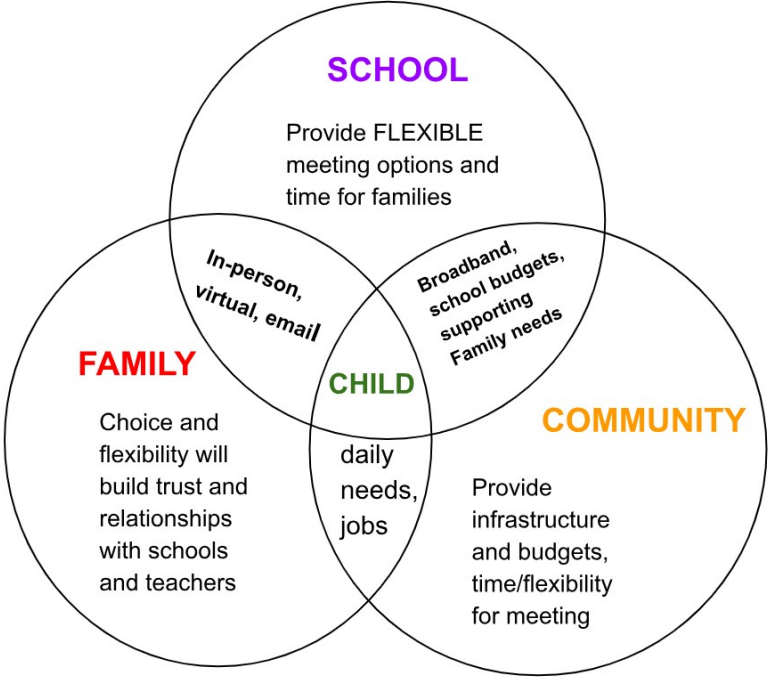 SCHOOL
Provide FLEXIBLE
meeting options and
time for families
In-person,
virtual, email
Broadband,
school budgets,
supporting
Family needs
FAMILY
CHILD
COMMUNITY
Choice and
flexibility will
build trust and
relationships
with schools
and teachers
daily
needs,
jobs
Provide
infrastructure
and budgets,
time/flexibility
for meeting